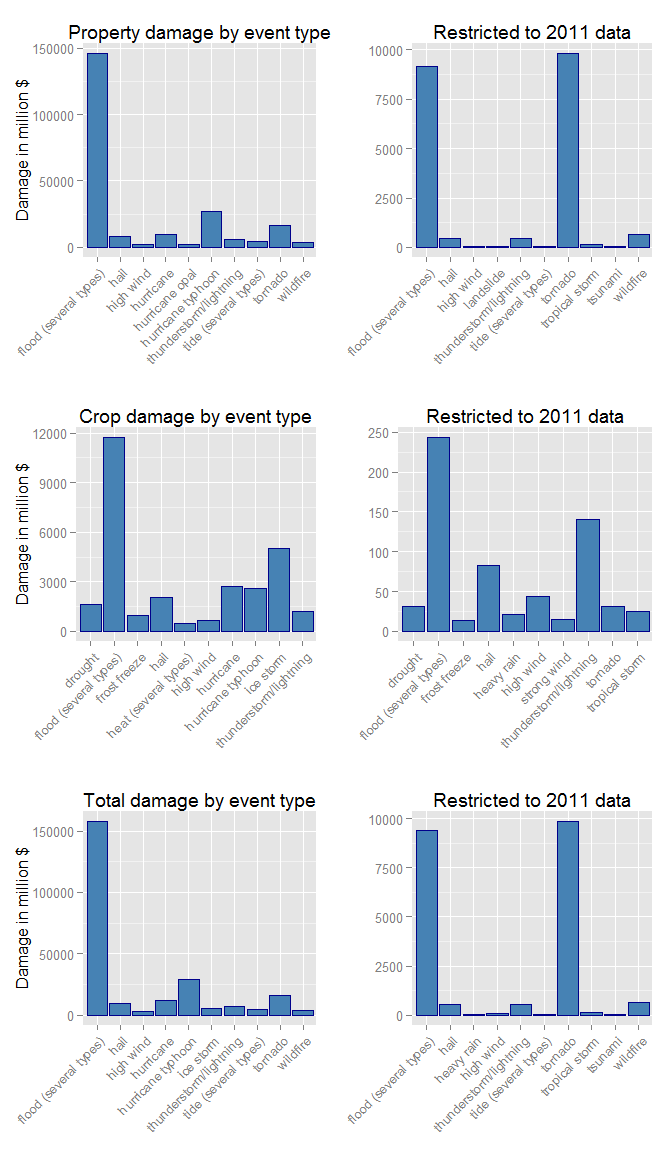 Property damage by event type
Damage in million $
150000
100000
50000
0
flood (several types)
hail
high wind
hurricane
hurricane opal
hurricane typhoon
thunderstorm/lightning
tide (several types)
tornado
wildfire
Restricted to 2011 data
10000
7500
5000
2500
0
flood (several types)
hail
high wind
landslide
thunderstorm/lightning
tide (several types)
tornado
tropical storm
tsunami
wildfire
Crop damage by event type
Damage in million $
12000
9000
6000
3000
0
drought
flood (several types)
frost freeze
hail
heat (several types)
high wind
hurricane
hurricane typhoon
ice storm
thunderstorm/lightning
Restricted to 2011 data
250
200
150
100
50
0
drought
flood (several types)
frost freeze
hail
heavy rain
high wind
strong wind
thunderstorm/lightning
tornado
tropical storm
Total damage by event type
Damage in million $
150000
100000
50000
0
flood (several types)
hail
high wind
hurricane
hurricane typhoon
ice storm
thunderstorm/lightning
tide (several types)
tornado
wildfire
Restricted to 2011 data
10000
7500
5000
2500
0
flood (several types)
hail
heavy rain
high wind
thunderstorm/lightning
tide (several types)
tornado
tropical storm
tsunami
wildfire